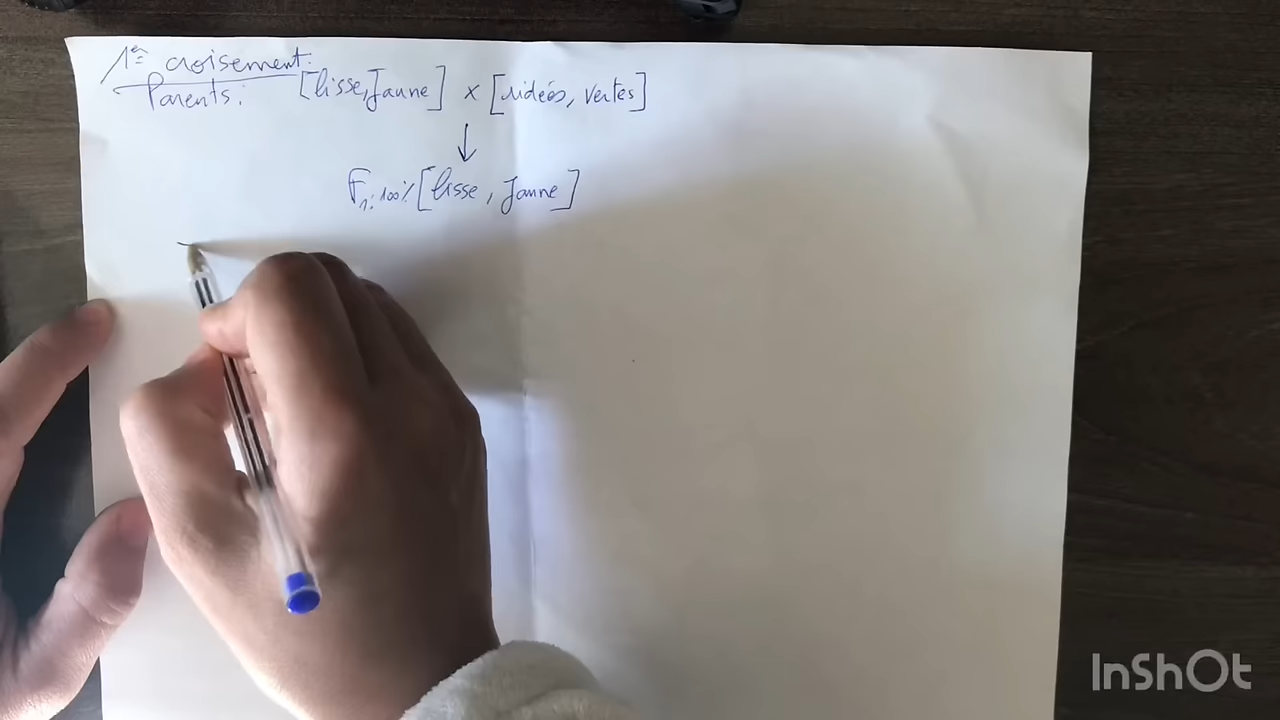 1er croisement:
Parents: [lisse, Jaune] x [ridées, vertes]
↓
F1: 100% [lisse, Jaune]
InShOt